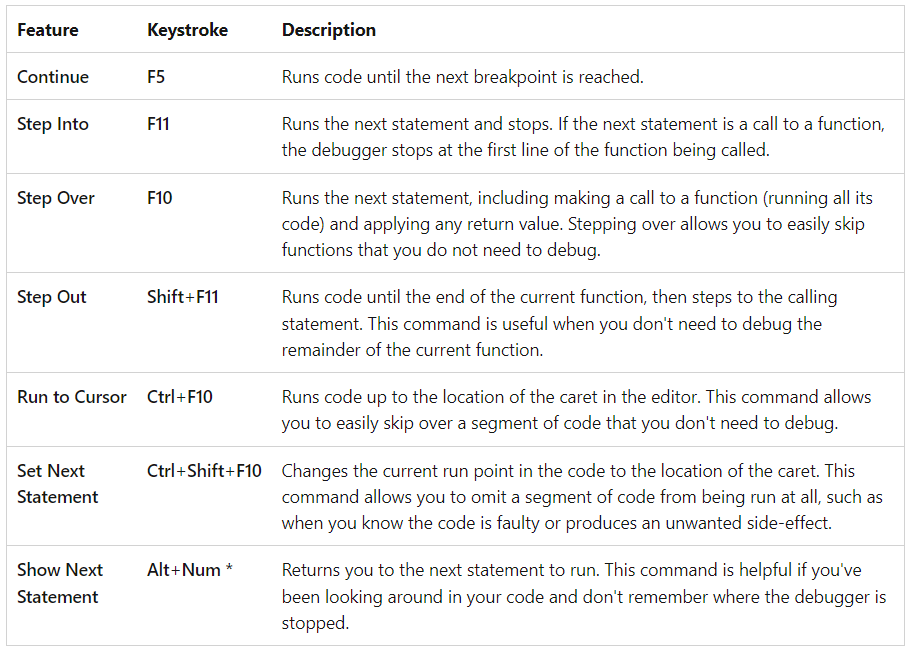 Feature Keystroke Description
Continue F5 Runs code until the next breakpoint is reached.
Step Into F11 Runs the next statement and stops. If the next statement is a call to a function,
the debugger stops at the first line of the function being called.
Step Over F10 Runs the next statement, including making a call to a function (running all its
code) and applying any return value. Stepping over allows you to easily skip
functions that you do not need to debug.
Step Out Shift+F11 Runs code until the end of the current function, then steps to the calling
statement. This command is useful when you don't need to debug the
remainder of the current function.
Run to Cursor Ctrl+F10 Runs code up to the location of the caret in the editor. This command allows
you to easily skip over a segment of code that you don't need to debug.
Set Next Ctrl+Shift+F10 Changes the current run point in the code to the location of the caret. This
Statement command allows you to omit a segment of code from being run at all, such as
when you know the code is faulty or produces an unwanted side-effect.
Show Next Alt+Num * Returns you to the next statement to run. This command is helpful if you've
Statement been looking around in your code and don't remember where the debugger is
stopped.